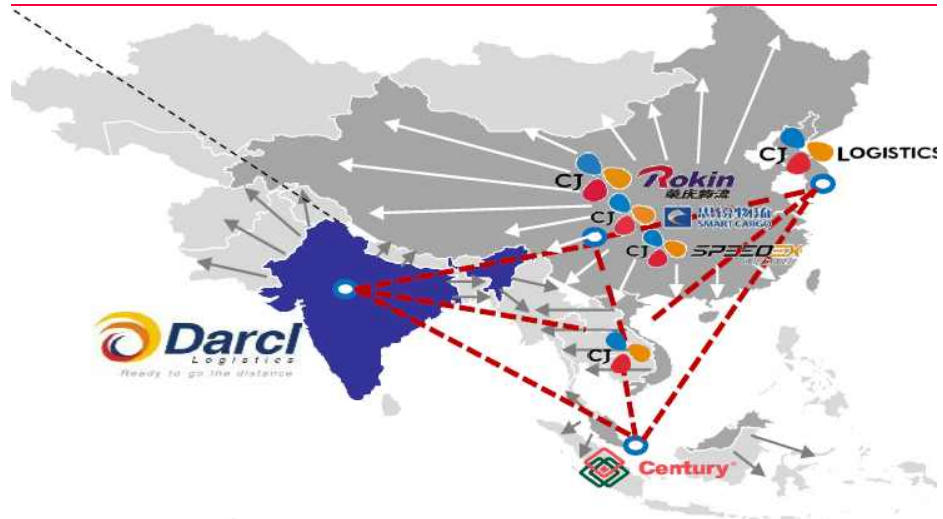 CJ LOGISTICS
CJ Rokin
荣庆物流
CJ
SMART CARGO
CJ SPEEDEX
Darcl
Logistics
Ready to go the distance
CJ
Century